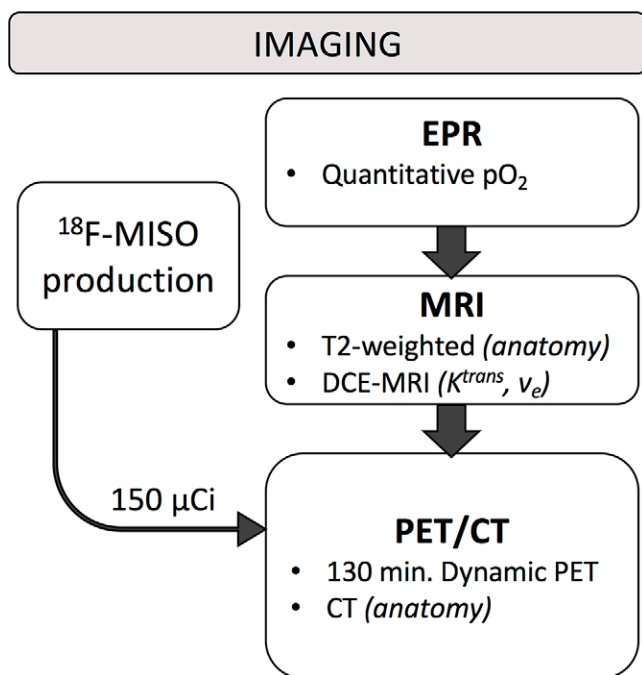 IMAGING
EPR
• Quantitative pO₂
¹⁸F-MISO
production
MRI
• T2-weighted (anatomy)
• DCE-MRI (Kᵗʳᵃⁿˢ, vₑ)
150 µCi
PET/CT
• 130 min. Dynamic PET
• CT (anatomy)